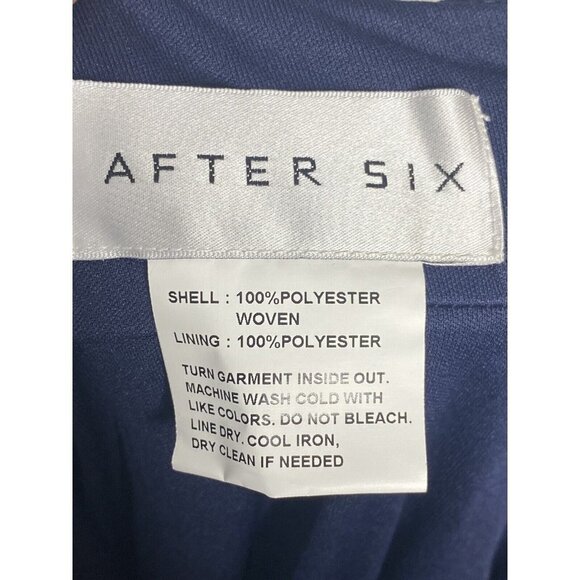 AFTER SIX
SHELL : 100%POLYESTER
WOVEN
LINING : 100%POLYESTER
TURN GARMENT INSIDE OUT.
MACHINE WASH COLD WITH
LIKE COLORS. DO NOT BLEACH.
LINE DRY. COOL IRON,
DRY CLEAN IF NEEDED